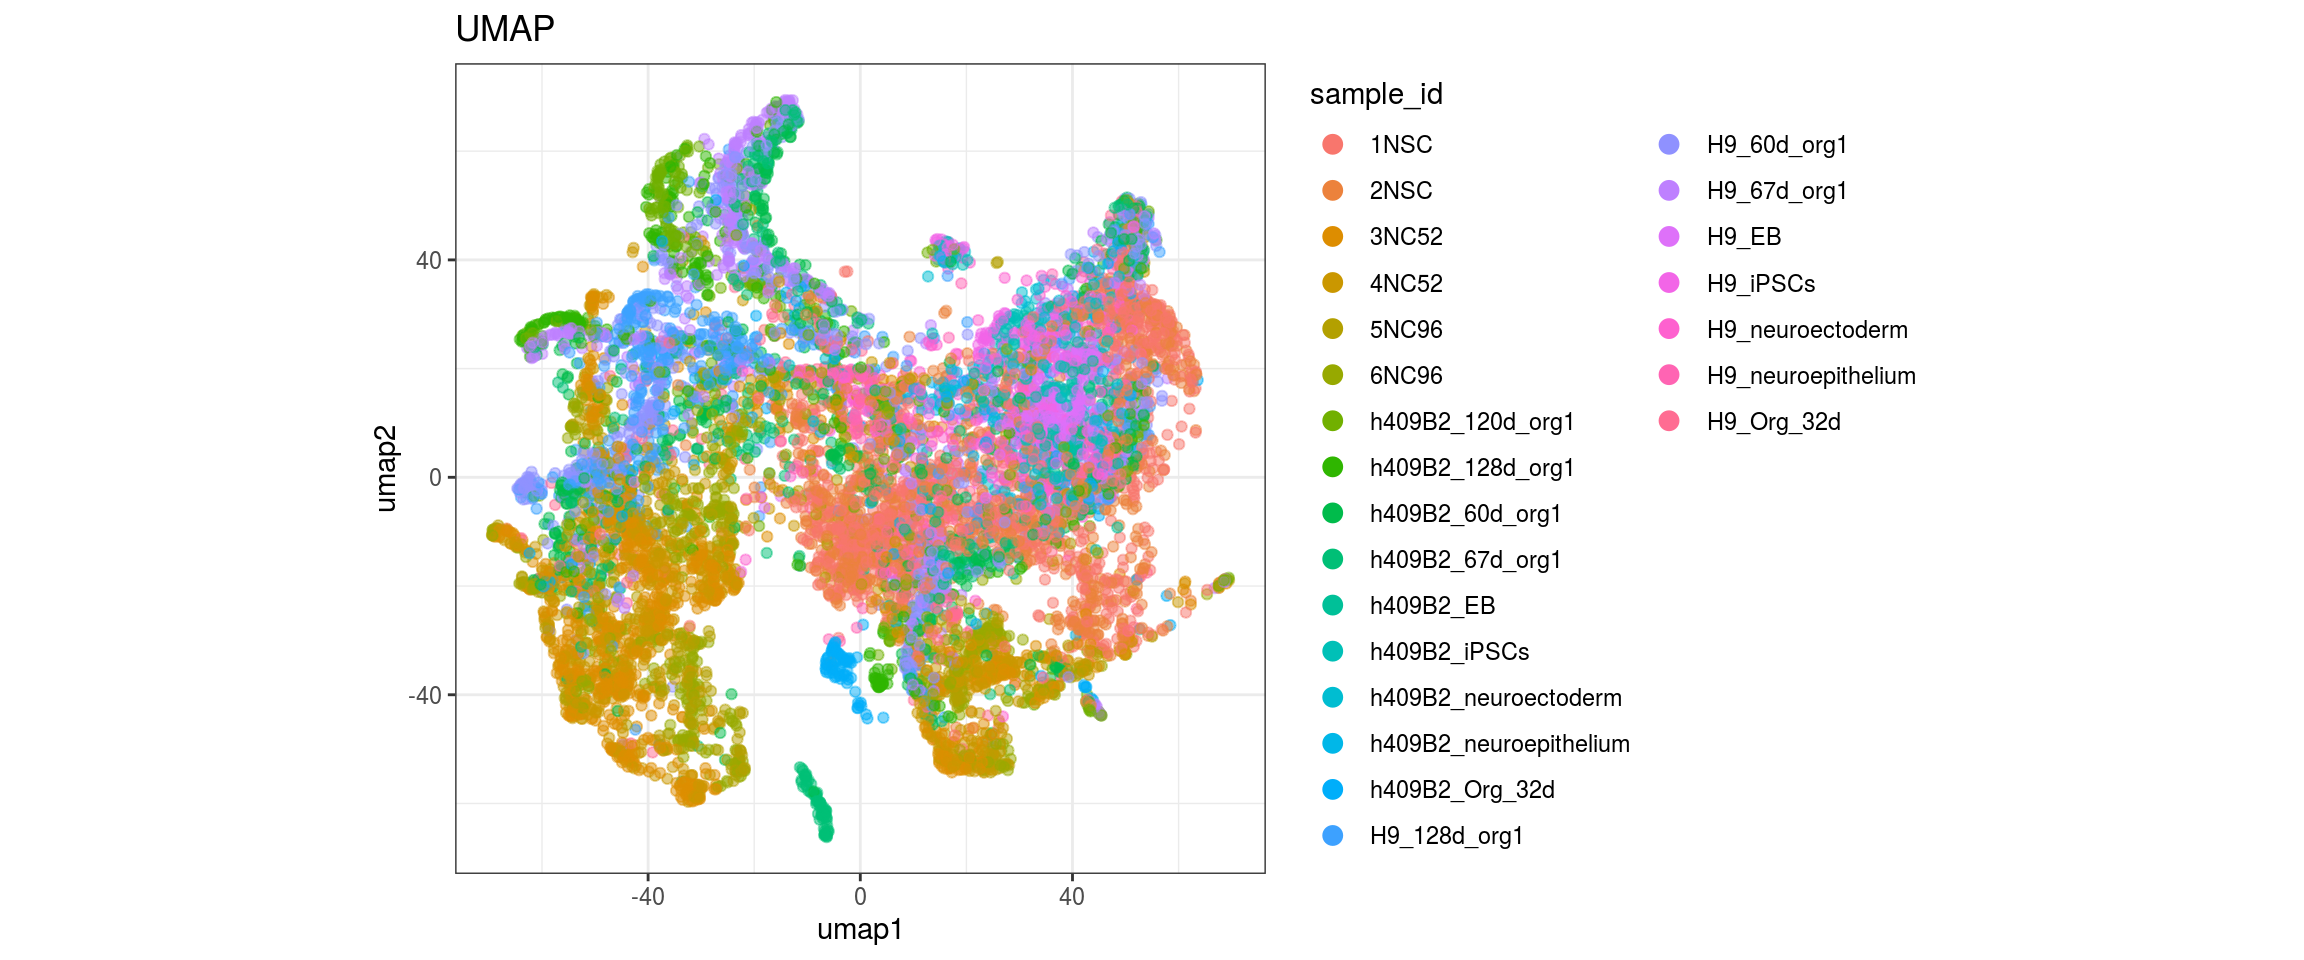 UMAP
umap2
40
0
-40
-40
0
40
umap1
sample_id
1NSC
2NSC
3NC52
4NC52
5NC96
6NC96
h409B2_120d_org1
h409B2_128d_org1
h409B2_60d_org1
h409B2_67d_org1
h409B2_EB
h409B2_iPSCs
h409B2_neuroectoderm
h409B2_neuroepithelium
h409B2_Org_32d
H9_128d_org1
H9_60d_org1
H9_67d_org1
H9_EB
H9_iPSCs
H9_neuroectoderm
H9_neuroepithelium
H9_Org_32d